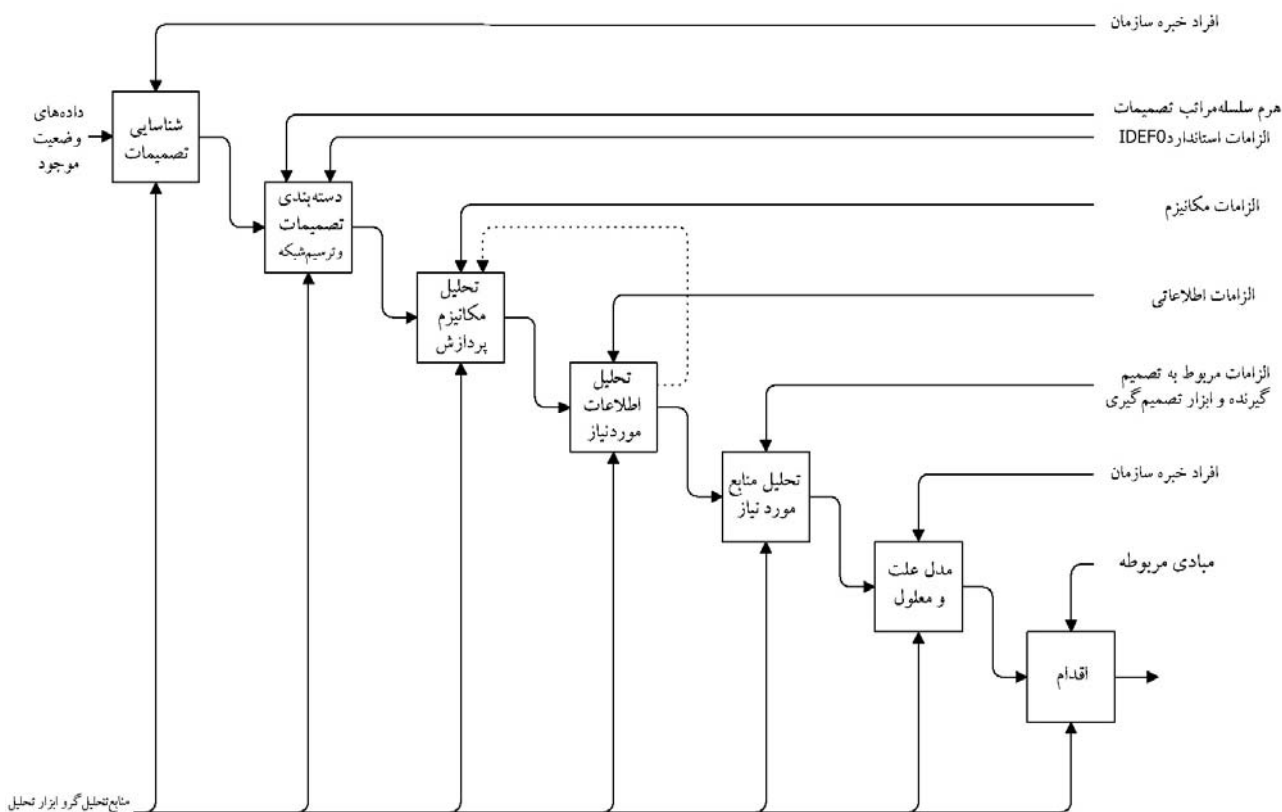 افراد خبره سازمان
داده‌های
وضعیت
موجود
شناسایی
تصمیمات
هرم سلسله‌مراتب تصمیمات
الزامات استانداردIDEF0
دسته‌بندی
تصمیمات
وترسیم‌شبکه
الزامات مکانیزم
تحلیل
مکانیزم
پردازش
الزامات اطلاعاتی
تحلیل
اطلاعات
موردنیاز
الزامات مربوط به تصمیم
گیرنده و ابزار تصمیم‌گیری
تحلیل منابع
مورد نیاز
افراد خبره سازمان
مدل علت
و معلول
مبادی مربوطه
اقدام
منابع‌تحلیل‌گرو ابزار تحلیل